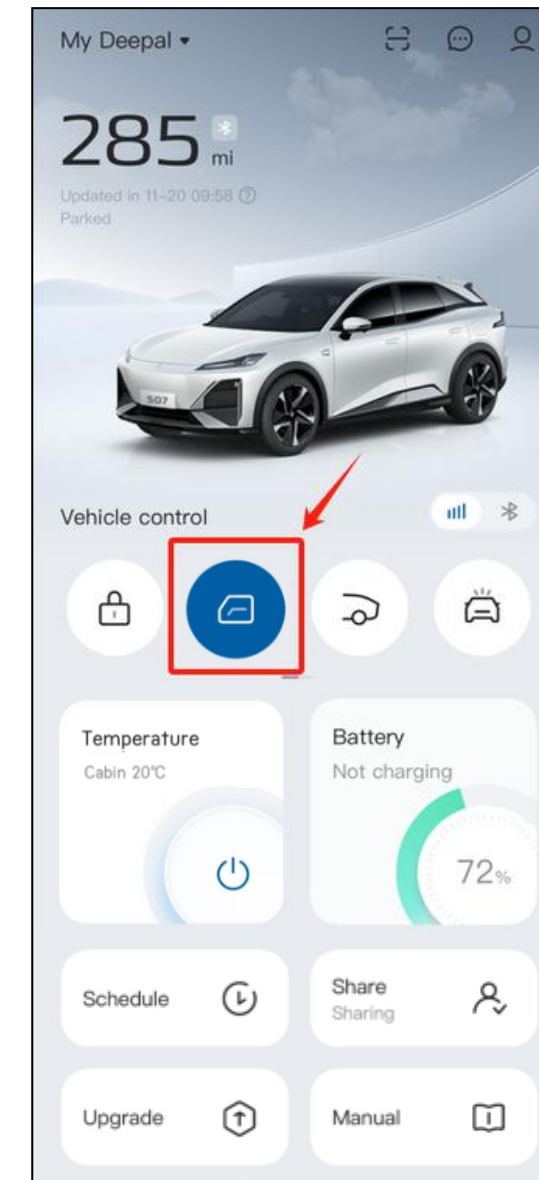 My Deepal
285 mi
Updated in 11-20 09:58
Parked
S07
Vehicle control
Temperature
Cabin 20℃
Battery
Not charging
72%
Schedule
Share
Sharing
Upgrade
Manual